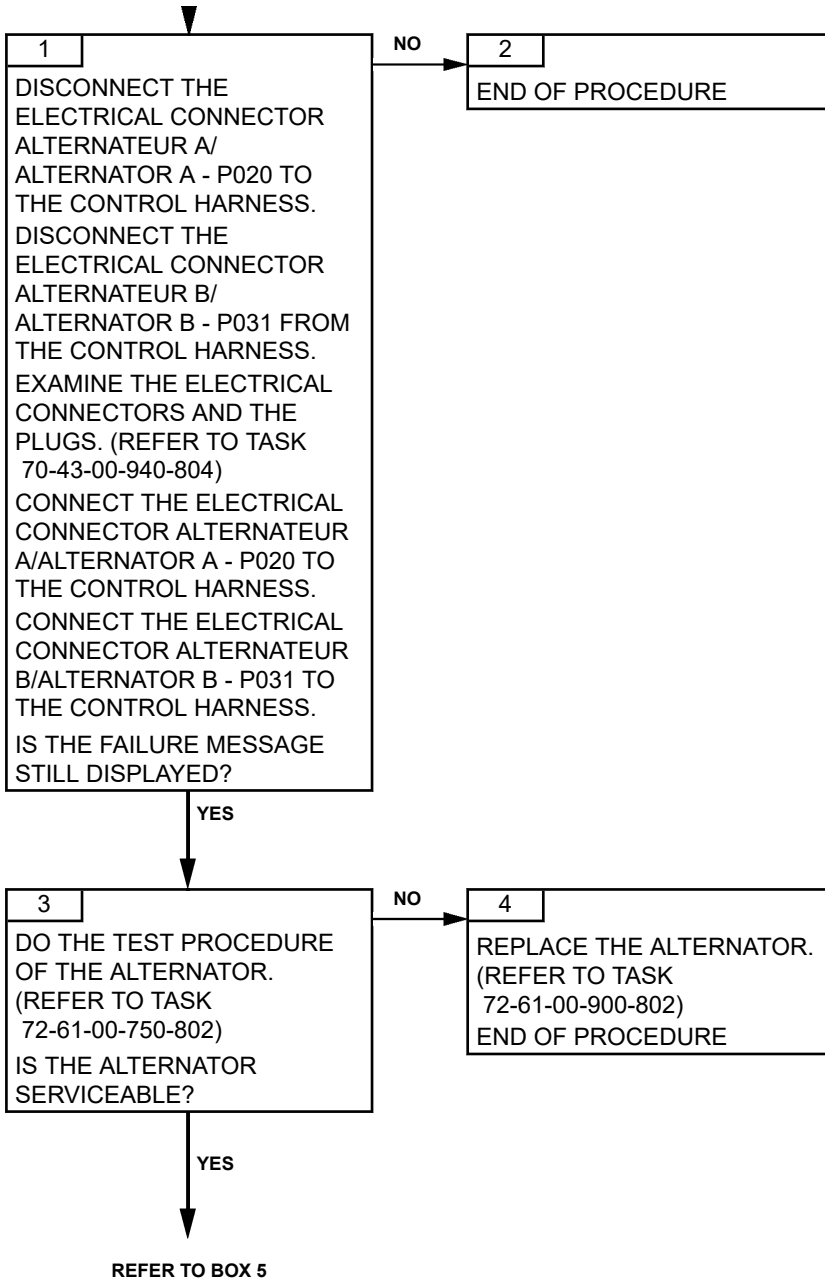 1
DISCONNECT THE
ELECTRICAL CONNECTOR
ALTERNATEUR A/
ALTERNATOR A - P020 TO
THE CONTROL HARNESS.
DISCONNECT THE
ELECTRICAL CONNECTOR
ALTERNATEUR B/
ALTERNATOR B - P031 FROM
THE CONTROL HARNESS.
EXAMINE THE ELECTRICAL
CONNECTORS AND THE
PLUGS. (REFER TO TASK
70-43-00-940-804)
CONNECT THE ELECTRICAL
CONNECTOR ALTERNATEUR
A/ALTERNATOR A - P020 TO
THE CONTROL HARNESS.
CONNECT THE ELECTRICAL
CONNECTOR ALTERNATEUR
B/ALTERNATOR B - P031 TO
THE CONTROL HARNESS.
IS THE FAILURE MESSAGE
STILL DISPLAYED?
NO
2
END OF PROCEDURE
YES
3
DO THE TEST PROCEDURE
OF THE ALTERNATOR.
(REFER TO TASK
72-61-00-750-802)
IS THE ALTERNATOR
SERVICEABLE?
NO
4
REPLACE THE ALTERNATOR.
(REFER TO TASK
72-61-00-900-802)
END OF PROCEDURE
YES
REFER TO BOX 5